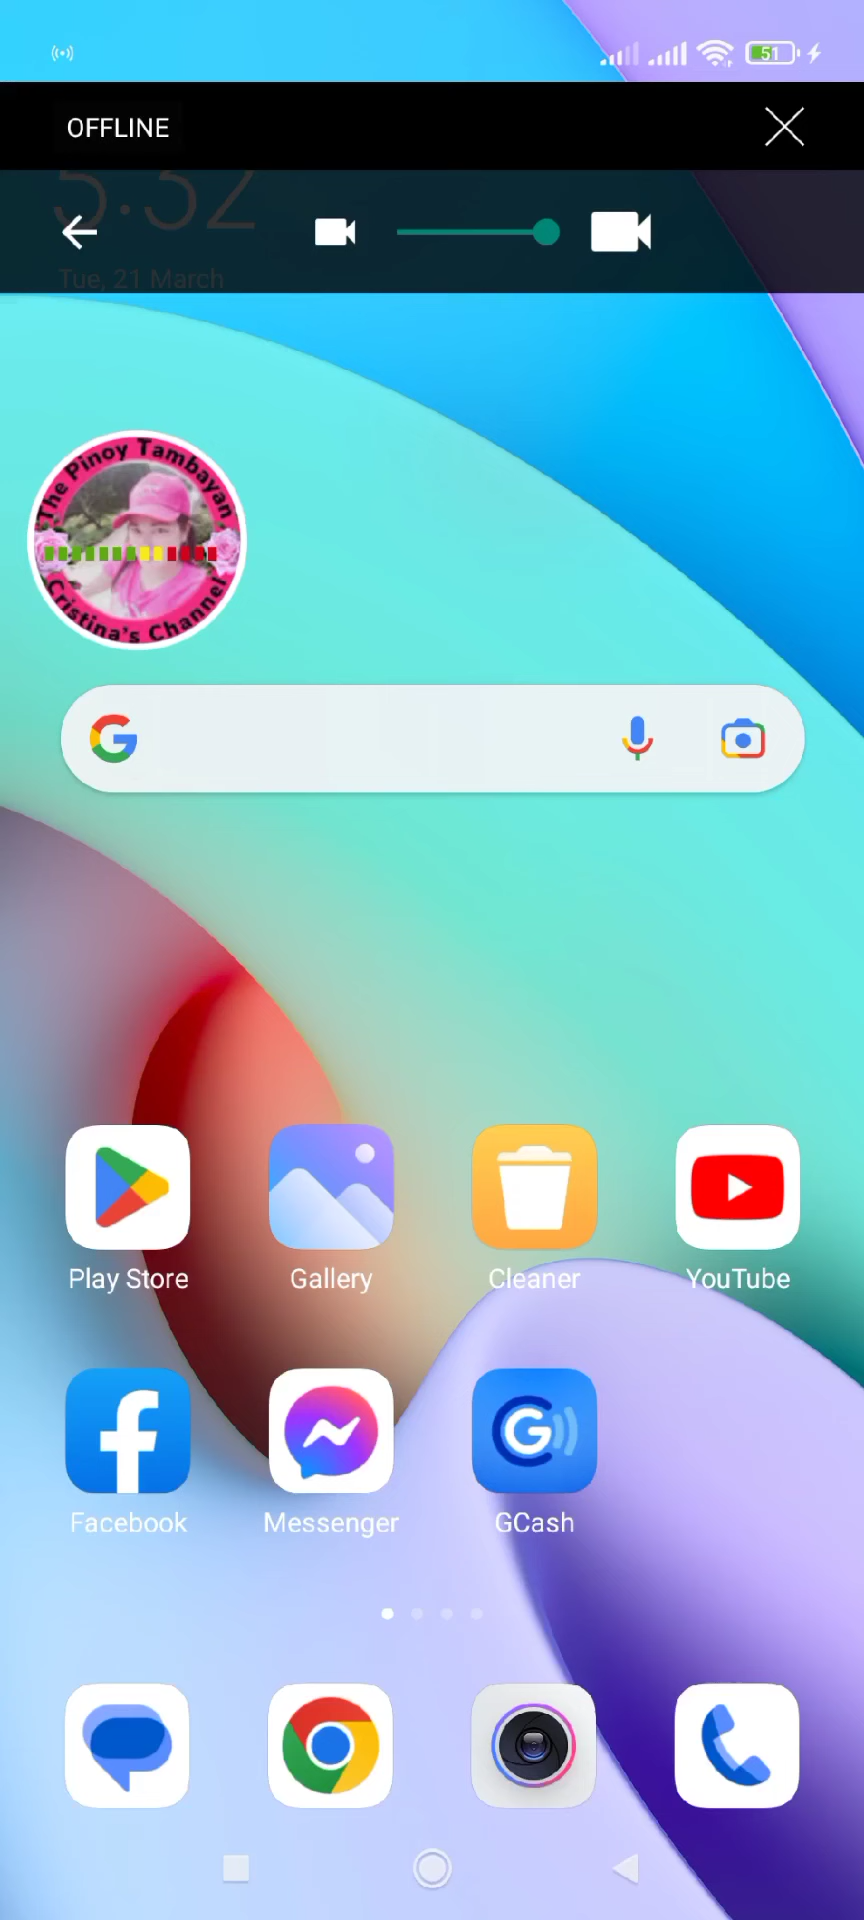 51
OFFLINE
5:32
Tue, 21 March
The Pinoy Tambayan
Cristina's Channel
Play Store
Gallery
Cleaner
YouTube
Facebook
Messenger
GCash